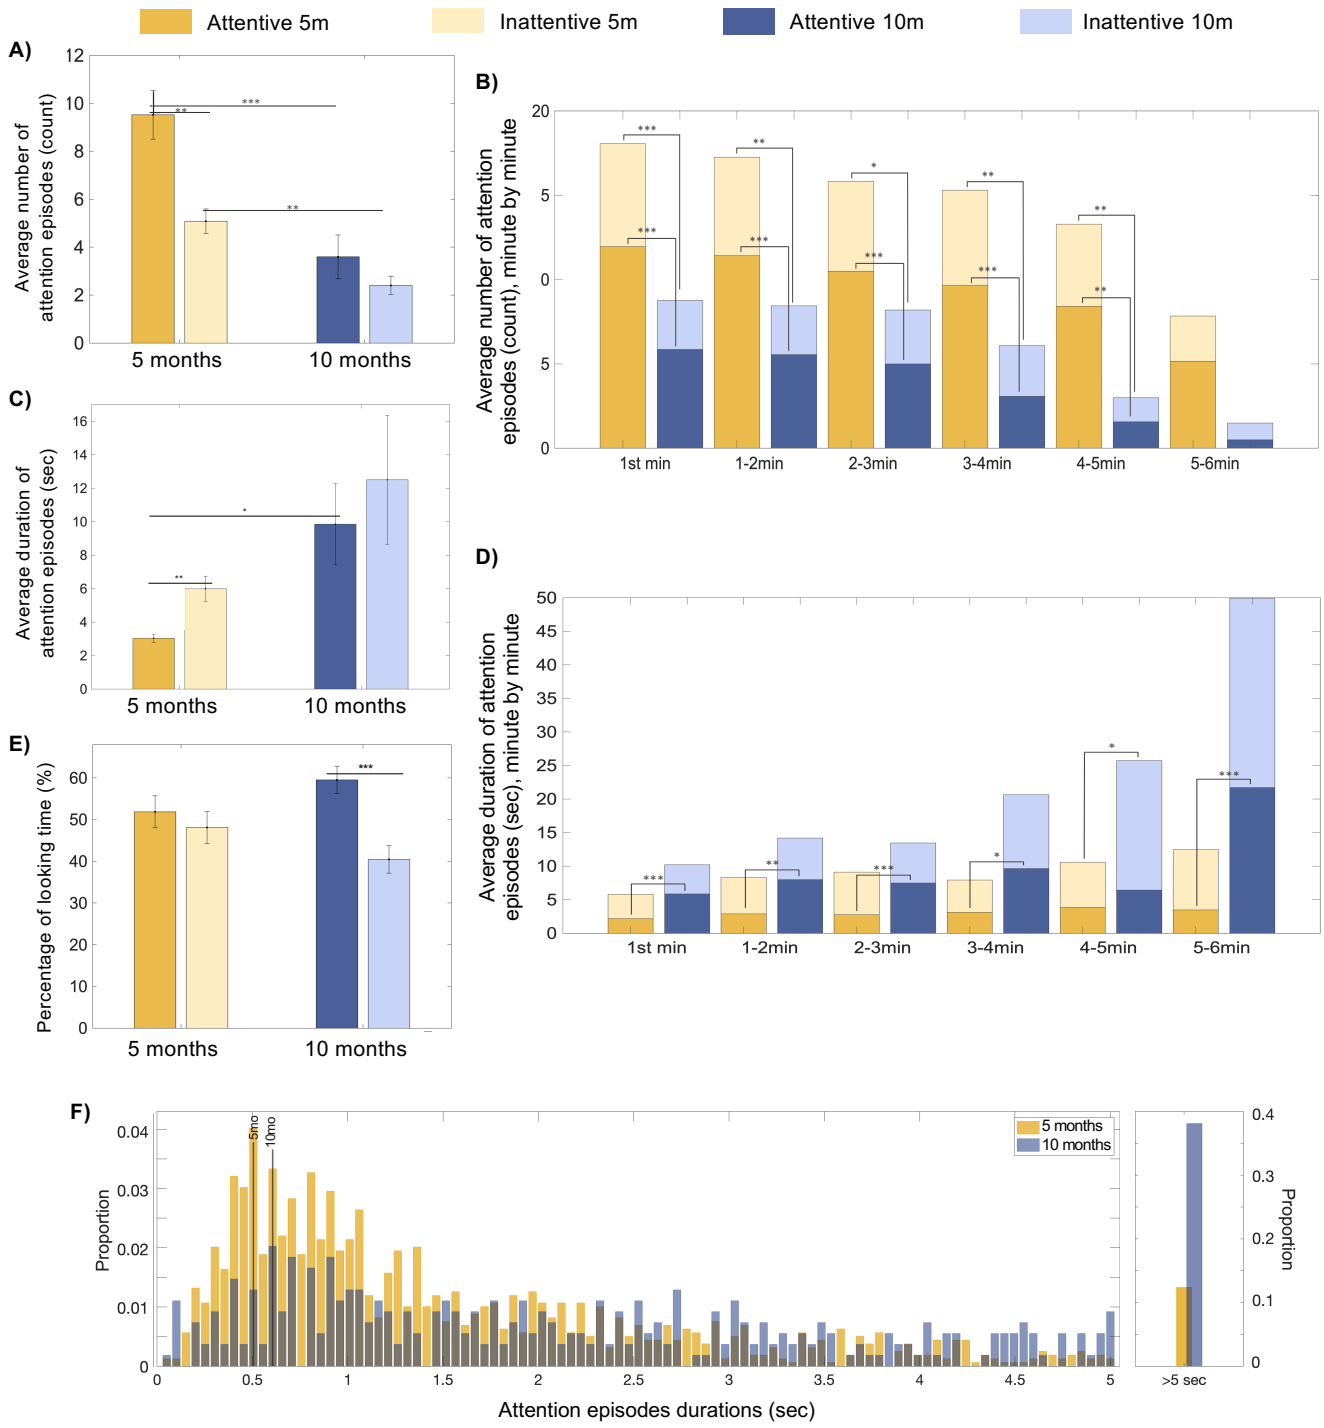 Attentive 5m Inattentive 5m Attentive 10m Inattentive 10m
A)
Average number of
attention episodes (count)
12
10
8
6
4
2
0
***
**
**
5 months 10 months
B)
Average number of attention
episodes (count), minute by minute
20
5
0
5
0
*** ** * ** **
*** *** *** *** **
1st min 1-2min 2-3min 3-4min 4-5min 5-6min
C)
Average duration of
attention episodes (sec)
16
14
12
10
8
6
4
2
0
*
**
5 months 10 months
D)
Average duration of attention
episodes (sec), minute by minute
50
45
40
35
30
25
20
15
10
5
0
*** ** *** * * ***
1st min 1-2min 2-3min 3-4min 4-5min 5-6min
E)
Percentage of looking time (%)
60
50
40
30
20
10
0
***
5 months 10 months
F)
Proportion
0.04
0.03
0.02
0.01
0
5mo
10mo
5 months
10 months
0 0.5 1 1.5 2 2.5 3 3.5 4 4.5 5
Attention episodes durations (sec)
0.4
0.3
0.2
0.1
0
Proportion
>5 sec